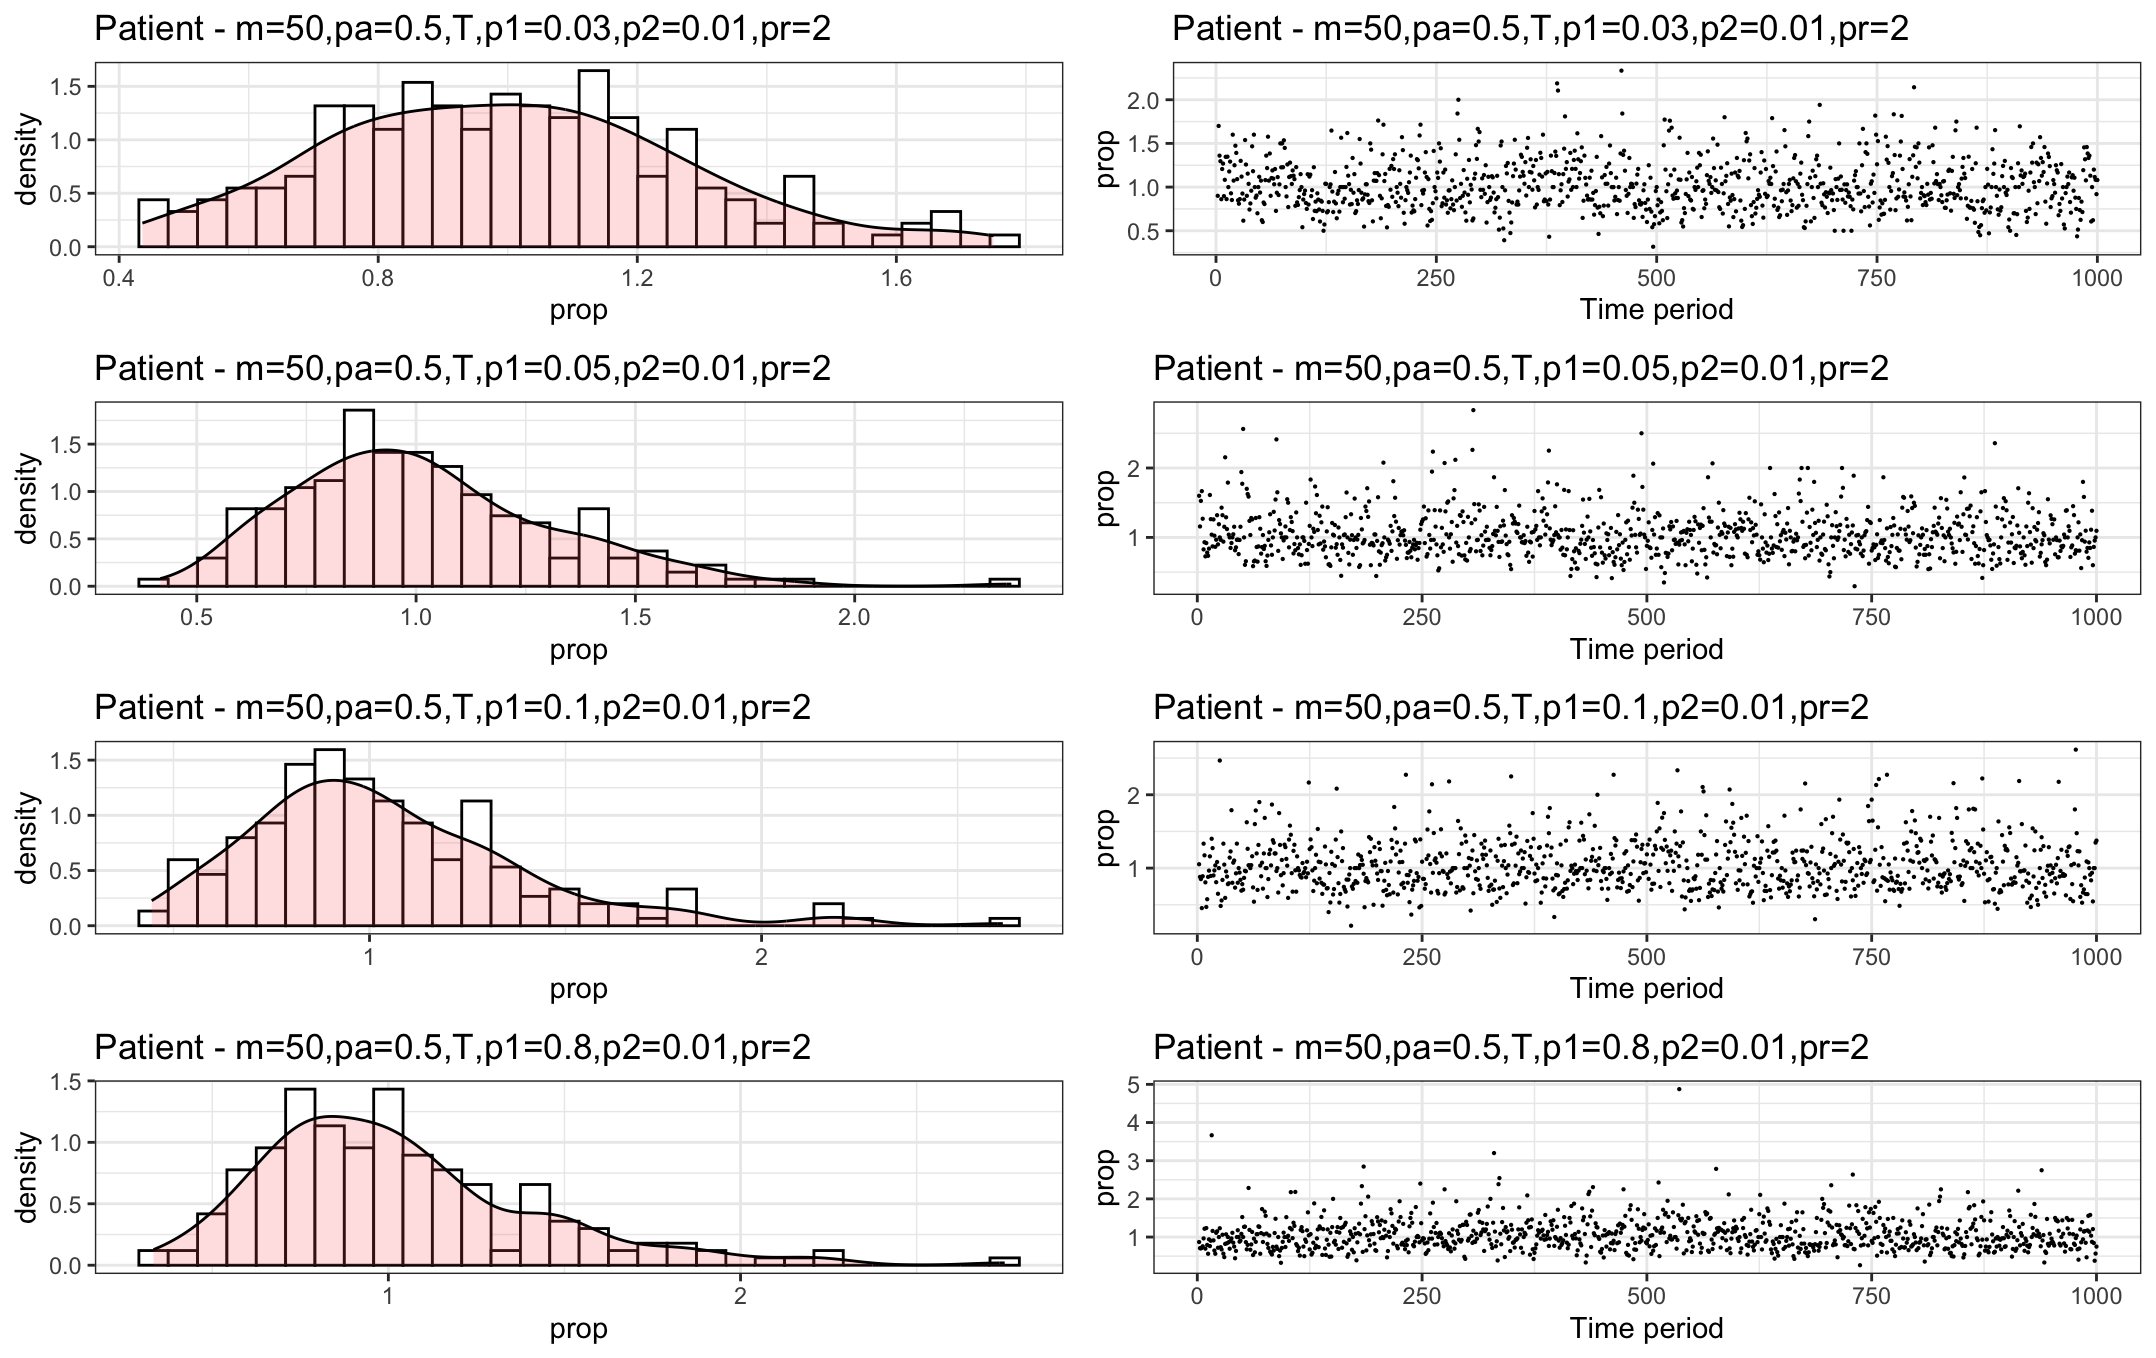 Patient - m=50,pa=0.5,T,p1=0.03,p2=0.01,pr=2
density
1.5
1.0
0.5
0.0
0.4 0.8 1.2 1.6
prop
Patient - m=50,pa=0.5,T,p1=0.03,p2=0.01,pr=2
prop
2.0
1.5
1.0
0.5
0 250 500 750 1000
Time period
Patient - m=50,pa=0.5,T,p1=0.05,p2=0.01,pr=2
density
1.5
1.0
0.5
0.0
0.5 1.0 1.5 2.0
prop
Patient - m=50,pa=0.5,T,p1=0.05,p2=0.01,pr=2
prop
2
1
0 250 500 750 1000
Time period
Patient - m=50,pa=0.5,T,p1=0.1,p2=0.01,pr=2
density
1.5
1.0
0.5
0.0
1 2
prop
Patient - m=50,pa=0.5,T,p1=0.1,p2=0.01,pr=2
prop
2
1
0 250 500 750 1000
Time period
Patient - m=50,pa=0.5,T,p1=0.8,p2=0.01,pr=2
density
1.5
1.0
0.5
0.0
1 2
prop
Patient - m=50,pa=0.5,T,p1=0.8,p2=0.01,pr=2
prop
5
4
3
2
1
0 250 500 750 1000
Time period